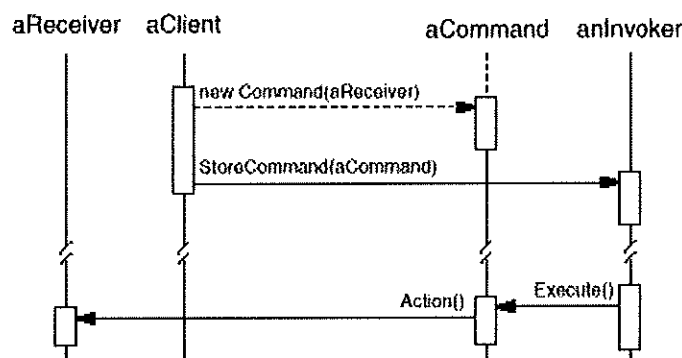 aReceiver aClient aCommand anInvoker
new Command(aReceiver)
StoreCommand(aCommand)
Action() Execute()